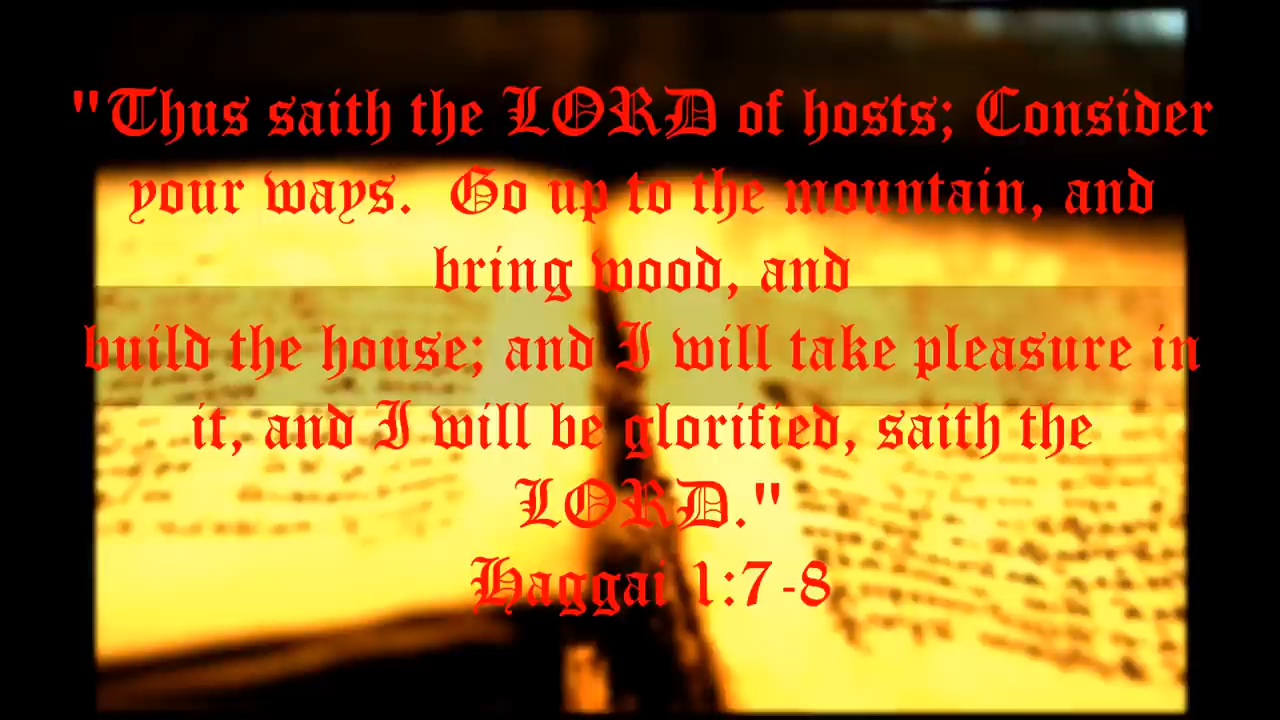 "Thus saith the LORD of hosts; Consider
your ways.  Go up to the mountain, and
bring wood, and
build the house; and I will take pleasure in
it, and I will be glorified, saith the
LORD."
Haggai 1:7-8